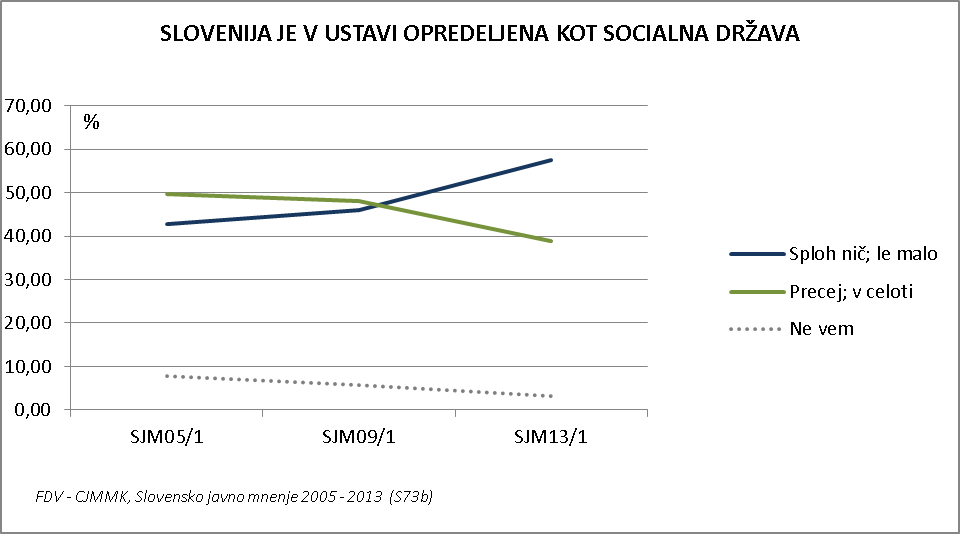 SLOVENIJA JE V USTAVI OPREDELJENA KOT SOCIALNA DRŽAVA
%
70,00
60,00
50,00
40,00
30,00
20,00
10,00
0,00
SJM05/1
SJM09/1
SJM13/1
Sploh nič; le malo
Precej; v celoti
Ne vem
FDV - CJMMK, Slovensko javno mnenje 2005 - 2013 (S73b)